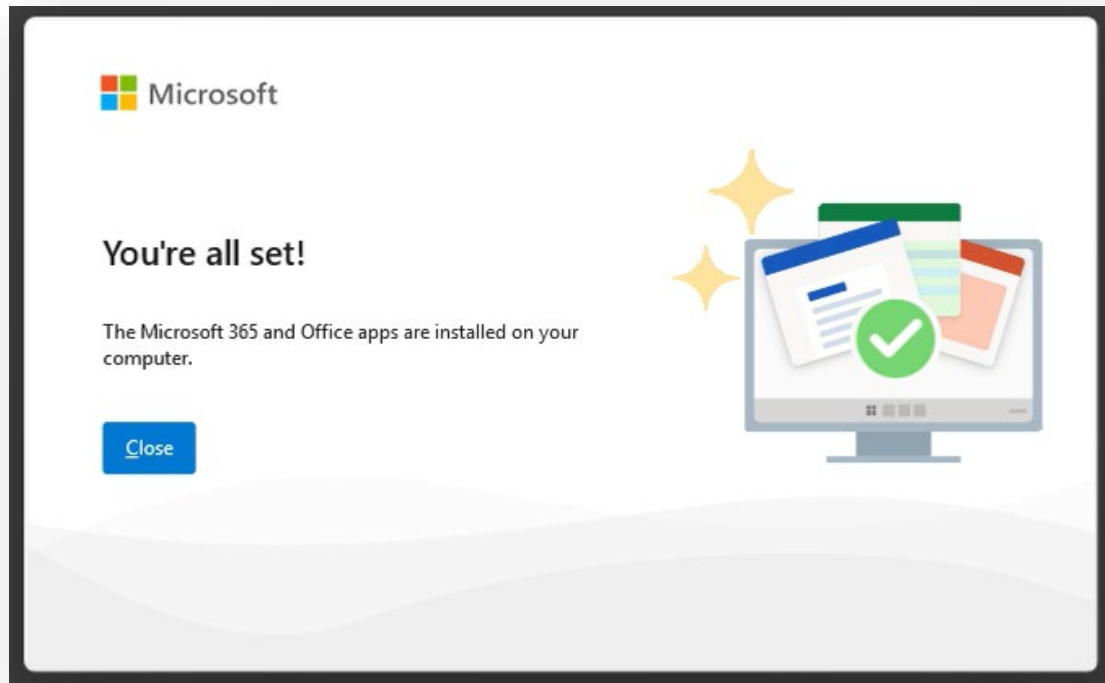 Microsoft
You're all set!
The Microsoft 365 and Office apps are installed on your
computer.
Close